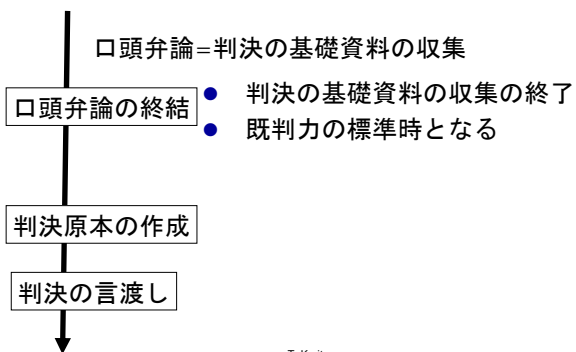 口頭弁論=判決の基礎資料の収集
口頭弁論の終結
● 判決の基礎資料の収集の終了
● 既判力の標準時となる
判決原本の作成
判決の言渡し